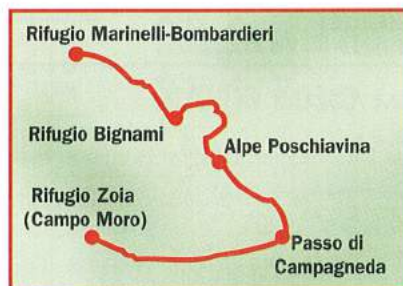 Rifugio Marinelli-Bombardieri
Rifugio Bignami
Alpe Poschiavina
Rifugio Zoia
(Campo Moro)
Passo di
Campagneda